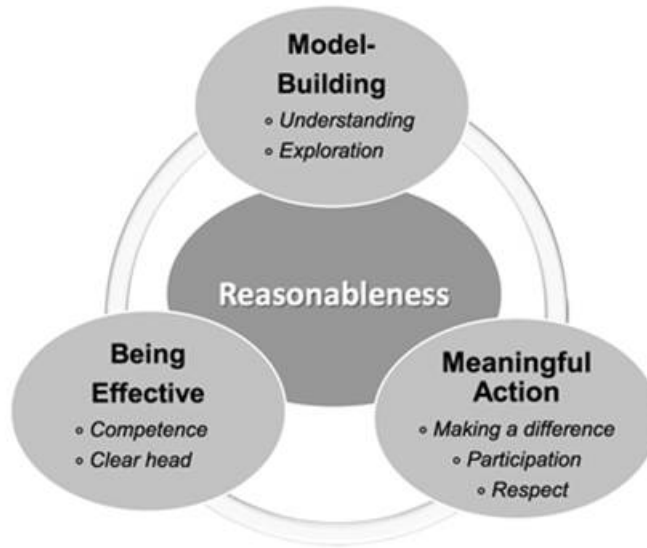 Model-
Building
∘ Understanding
∘ Exploration
Reasonableness
Being
Effective
∘ Competence
∘ Clear head
Meaningful
Action
∘ Making a difference
∘ Participation
∘ Respect